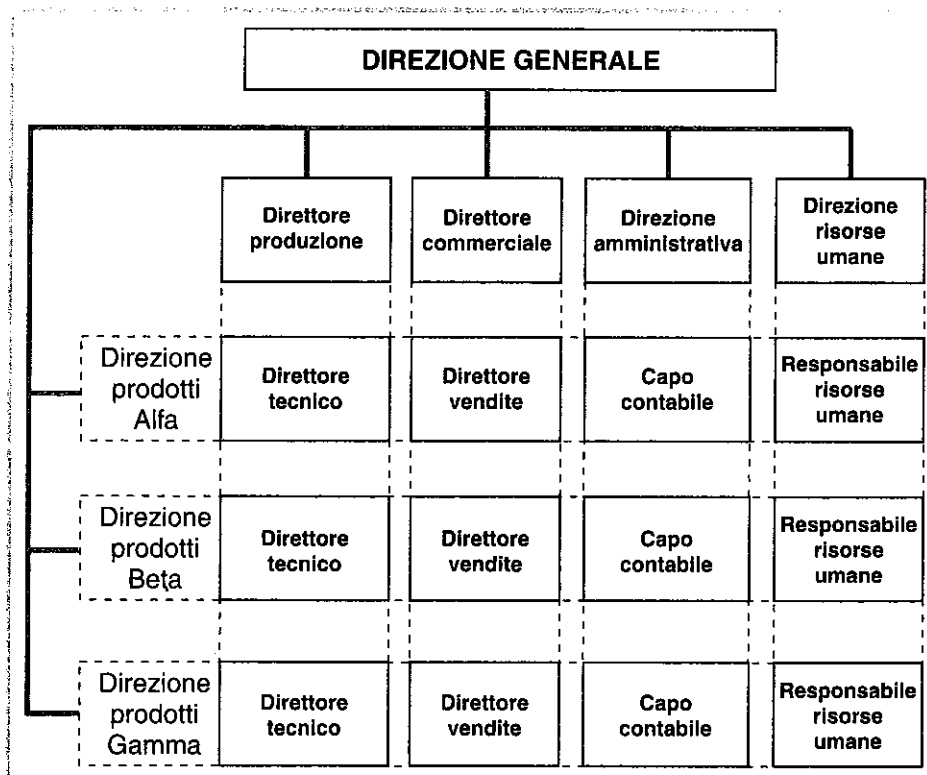 DIREZIONE GENERALE
Direttore
produzione
Direttore
commerciale
Direzione
amministrativa
Direzione
risorse
umane
Direzione
prodotti
Alfa
Direttore
tecnico
Direttore
vendite
Capo
contabile
Responsabile
risorse
umane
Direzione
prodotti
Beta
Direttore
tecnico
Direttore
vendite
Capo
contabile
Responsabile
risorse
umane
Direzione
prodotti
Gamma
Direttore
tecnico
Direttore
vendite
Capo
contabile
Responsabile
risorse
umane